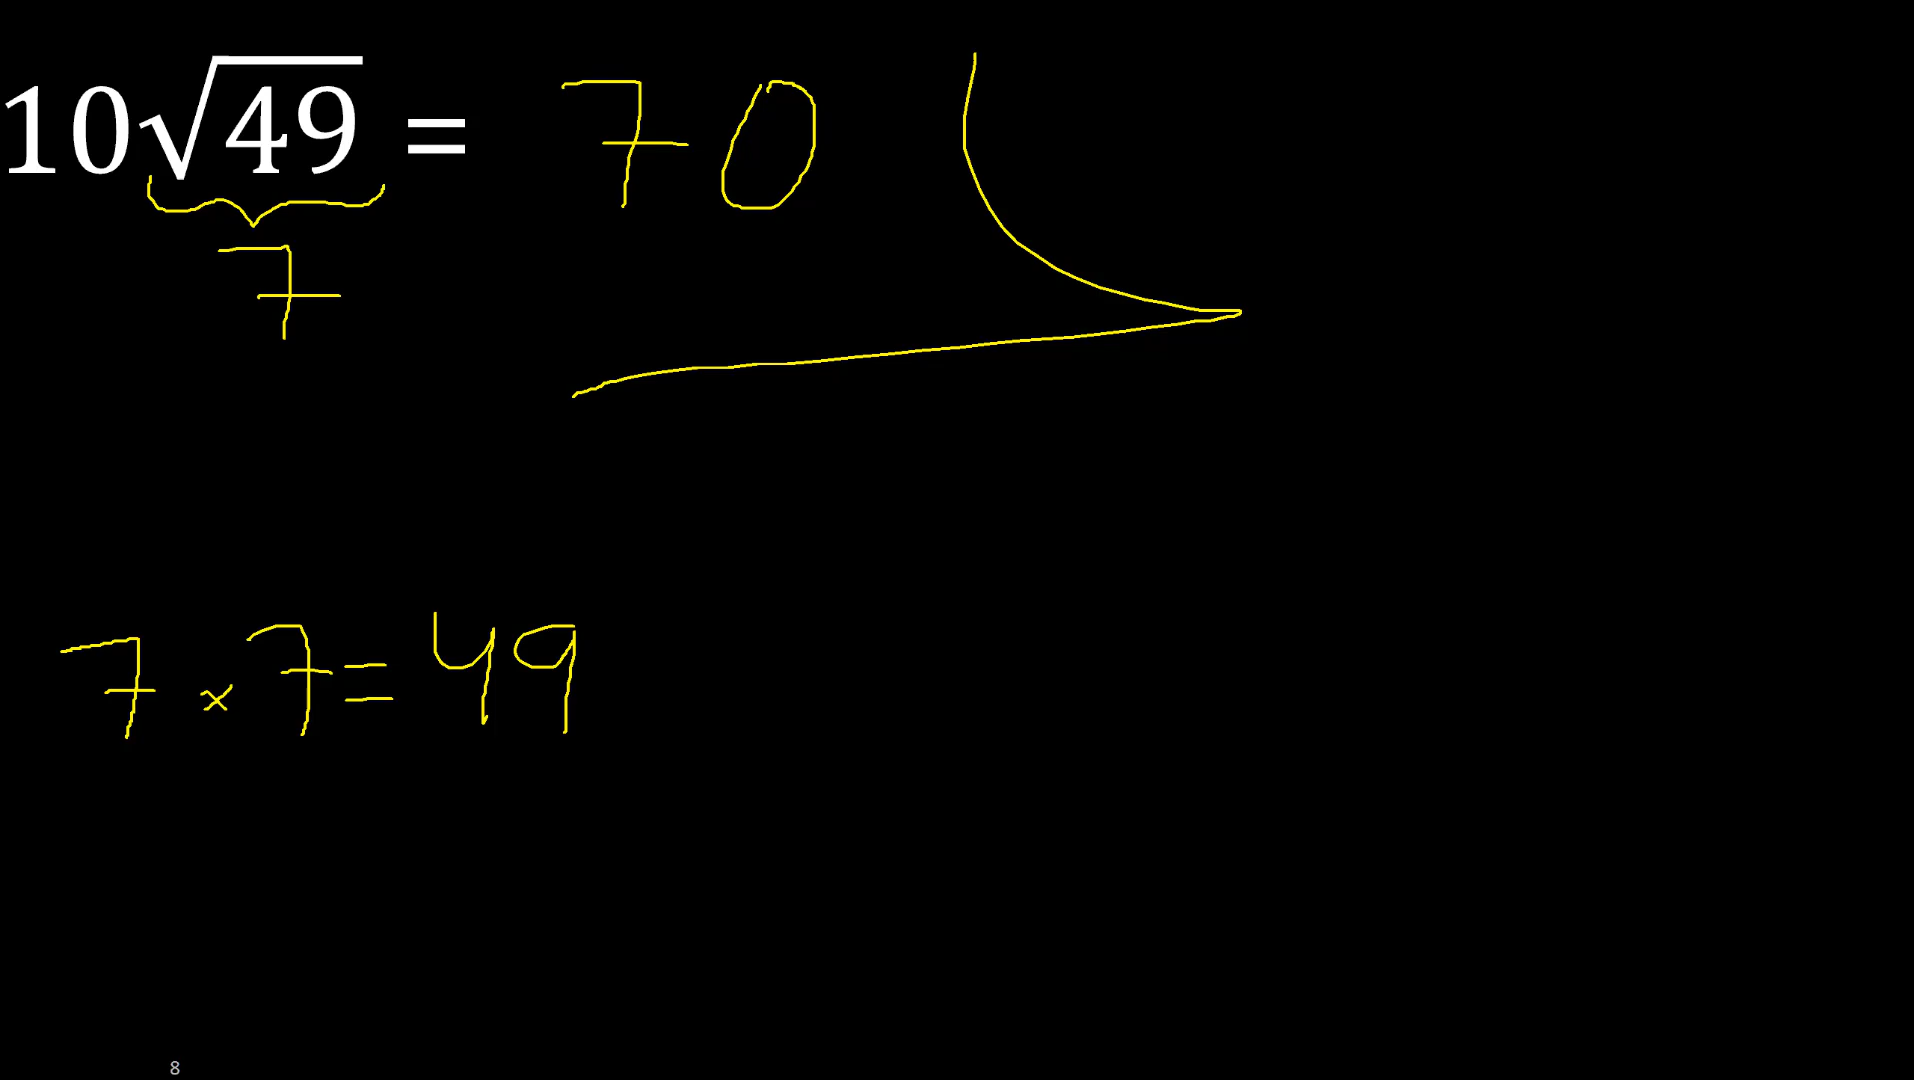 10√49 = 70
7
7 × 7 = 49
8